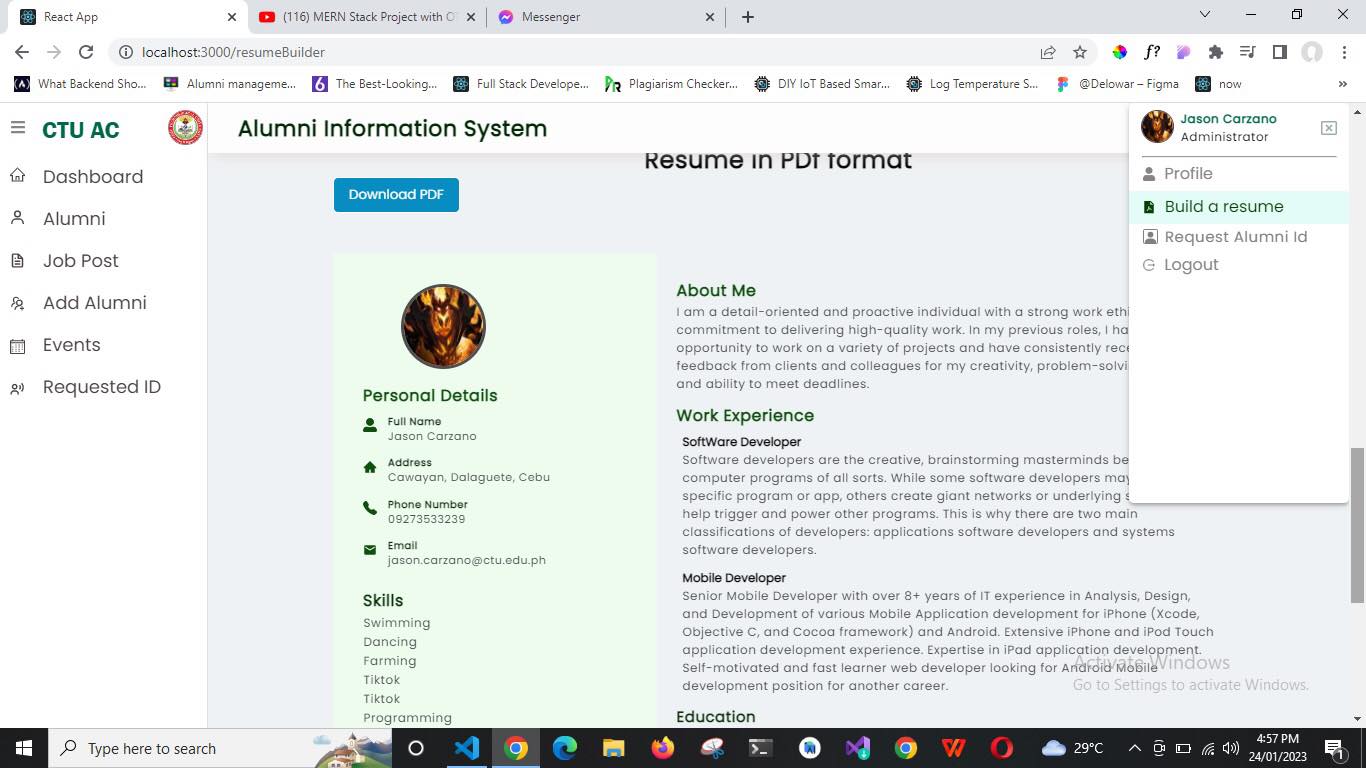 React App
(116) MERN Stack Project with OT
Messenger
localhost:3000/resumeBuilder
f?
What Backend Sho...
Alumni manageme...
The Best-Looking...
Full Stack Develope...
Plagiarism Checker...
DIY IoT Based Smar...
Log Temperature S...
@Delowar – Figma
now
»
CTU AC
Dashboard
Alumni
Job Post
Add Alumni
Events
Requested ID
Alumni Information System
Resume in PDf format
Download PDF
Personal Details
Full Name
Jason Carzano
Address
Cawayan, Dalaguete, Cebu
Phone Number
09273533239
Email
jason.carzano@ctu.edu.ph
Skills
Swimming
Dancing
Farming
Tiktok
Tiktok
Programming
About Me
I am a detail-oriented and proactive individual with a strong work ethi
commitment to delivering high-quality work. In my previous roles, I ha
opportunity to work on a variety of projects and have consistently rece
feedback from clients and colleagues for my creativity, problem-solvi
and ability to meet deadlines.
Work Experience
SoftWare Developer
Software developers are the creative, brainstorming masterminds be
computer programs of all sorts. While some software developers may
specific program or app, others create giant networks or underlying s
help trigger and power other programs. This is why there are two main
classifications of developers: applications software developers and systems
software developers.
Mobile Developer
Senior Mobile Developer with over 8+ years of IT experience in Analysis, Design,
and Development of various Mobile Application development for iPhone (Xcode,
Objective C, and Cocoa framework) and Android. Extensive iPhone and iPod Touch
application development experience. Expertise in iPad application development.
Self-motivated and fast learner web developer looking for Android Mobile
development position for another career.
Education
Jason Carzano
Administrator
Profile
Build a resume
Request Alumni Id
Logout
Activate Windows
Go to Settings to activate Windows.
Type here to search
29°C
4:57 PM
24/01/2023
1